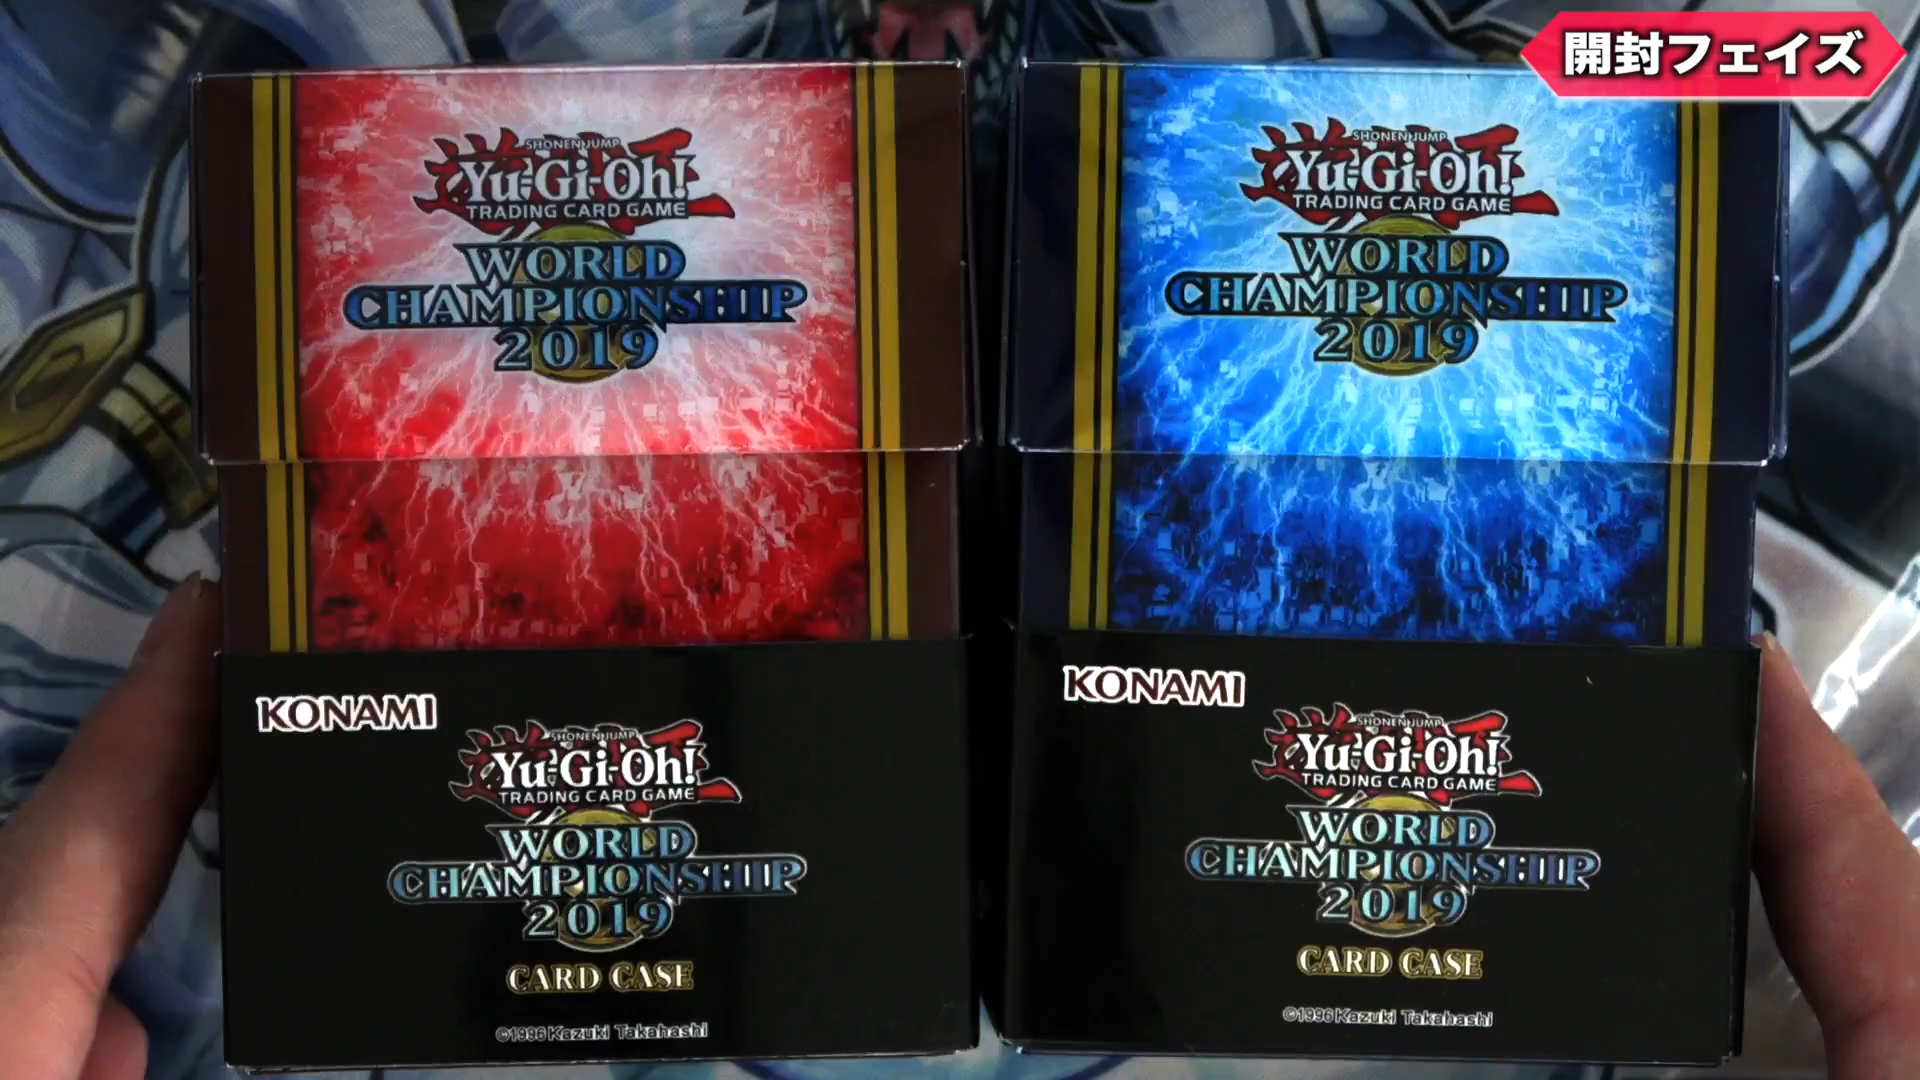 開封フェイズ
SHONEN JUMP
Yu-Gi-Oh!
TRADING CARD GAME
WORLD
CHAMPIONSHIP
2019
KONAMI
SHONEN JUMP
Yu-Gi-Oh!
TRADING CARD GAME
WORLD
CHAMPIONSHIP
2019
CARD CASE
©1996 Kazuki Takahashi
SHONEN JUMP
Yu-Gi-Oh!
TRADING CARD GAME
WORLD
CHAMPIONSHIP
2019
KONAMI
SHONEN JUMP
Yu-Gi-Oh!
TRADING CARD GAME
WORLD
CHAMPIONSHIP
2019
CARD CASE
©1996 Kazuki Takahashi